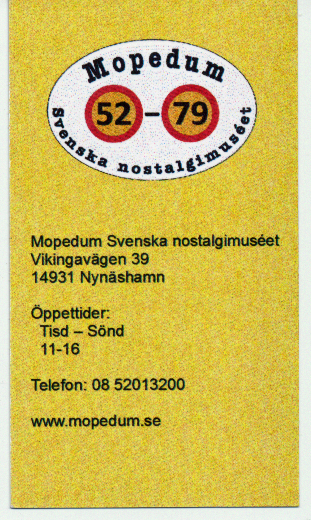 Mopedum
52 – 79
Svenska nostalgimuséet
Mopedum Svenska nostalgimuséet
Vikingavägen 39
14931 Nynäshamn
Öppettider:
Tisd – Sönd
11-16
Telefon: 08 52013200
www.mopedum.se